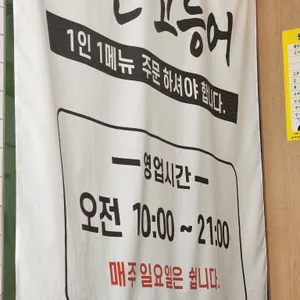 고등어
1인 1메뉴 주문 하셔야 합니다.
영업시간
오전 10:00 ~ 21:00
매주 일요일은 쉽니다.